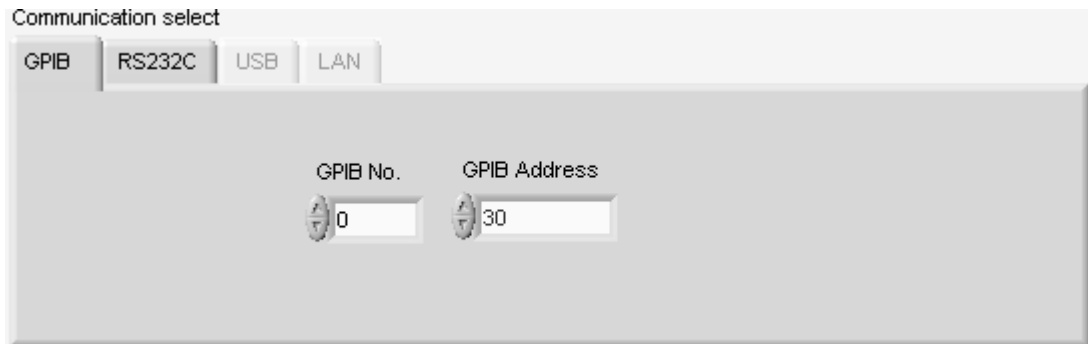 Communication select
GPIB RS232C USB LAN
GPIB No. GPIB Address
0 30